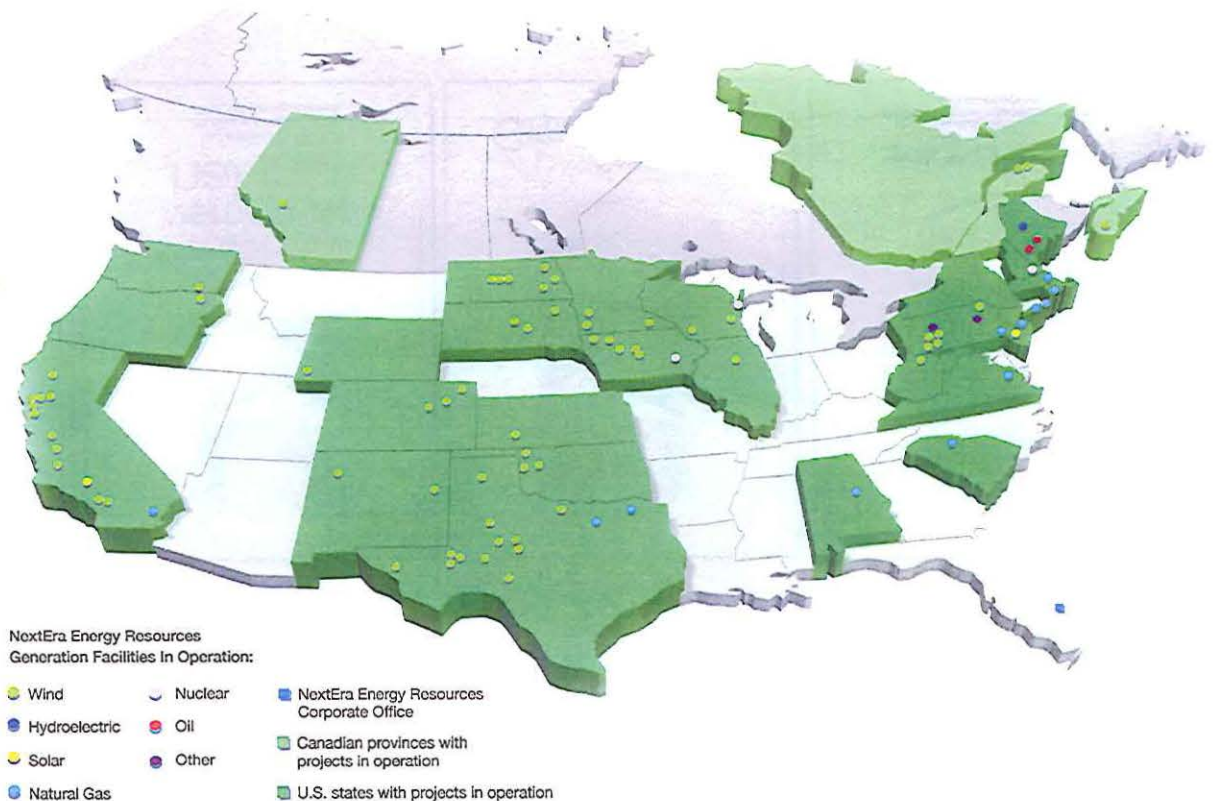 NextEra Energy Resources
Generation Facilities In Operation:
Wind
Hydroelectric
Solar
Natural Gas
Nuclear
Oil
Other
NextEra Energy Resources
Corporate Office
Canadian provinces with
projects in operation
U.S. states with projects in operation